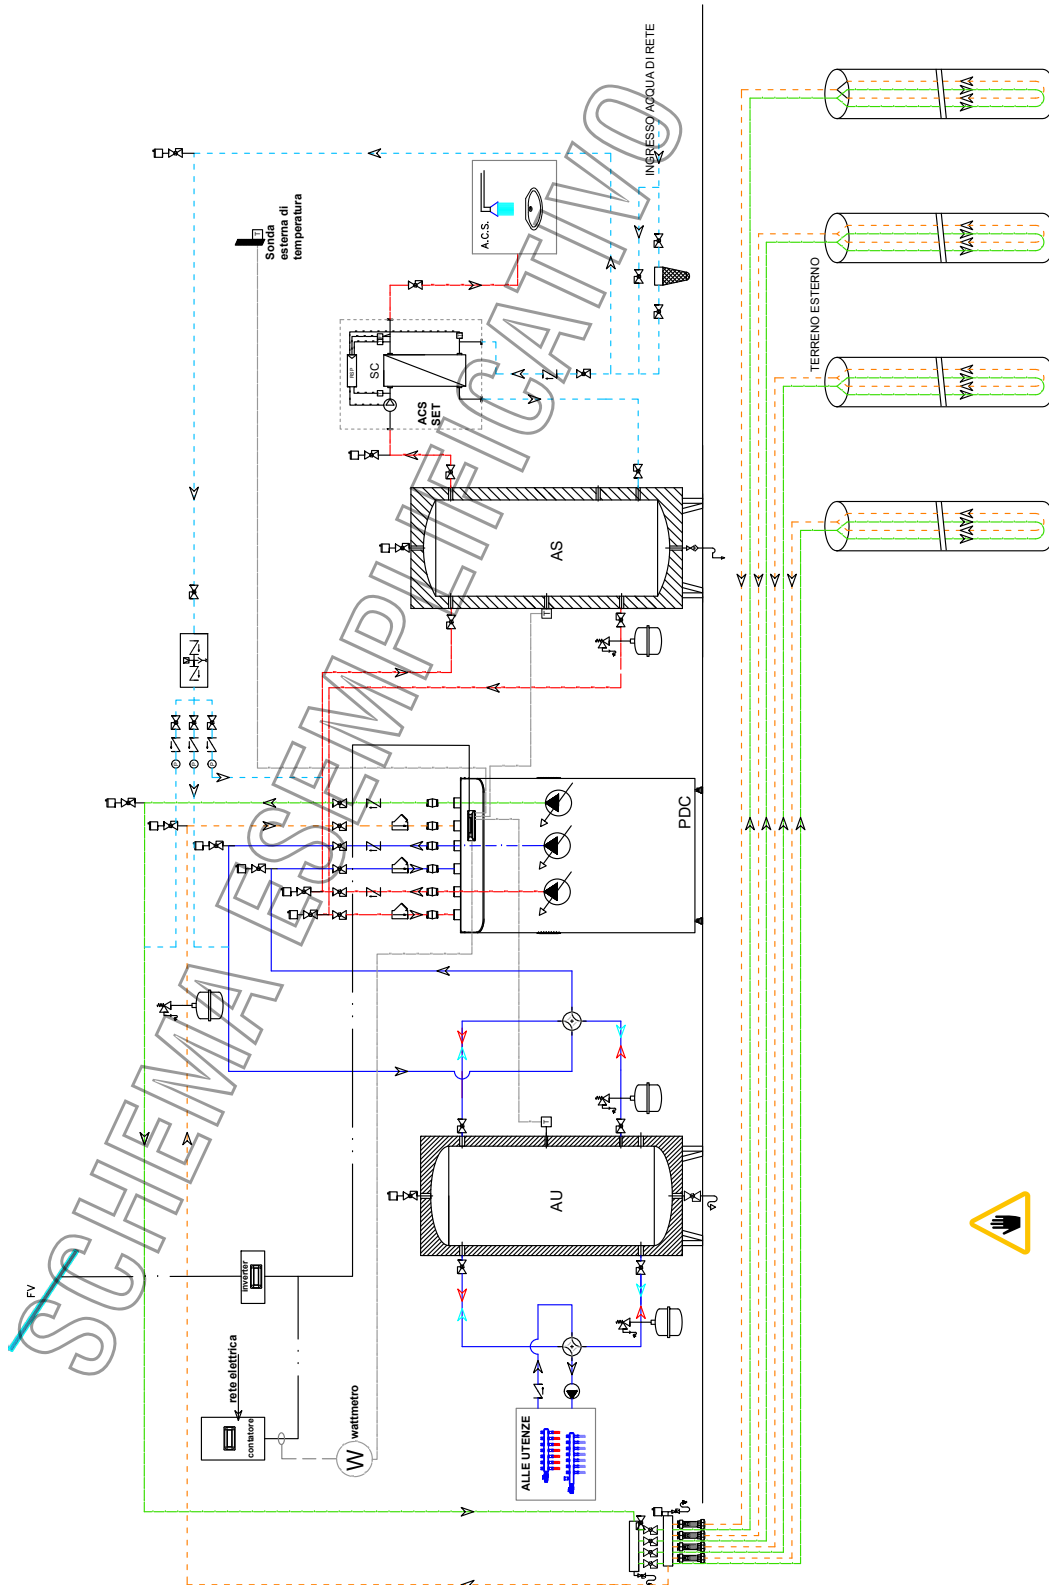 SCHEMA ESEMPLIFICATIVO
INGRESSO ACQUA DI RETE
Sonda
esterna di
temperatura
T
A.C.S.
SC
ACS
SET
TERRENO ESTERNO
AS
T
P
P
P
PDC
T
AU
FV
inverter
rete elettrica
contatore
W
wattmetro
ALLE UTENZE